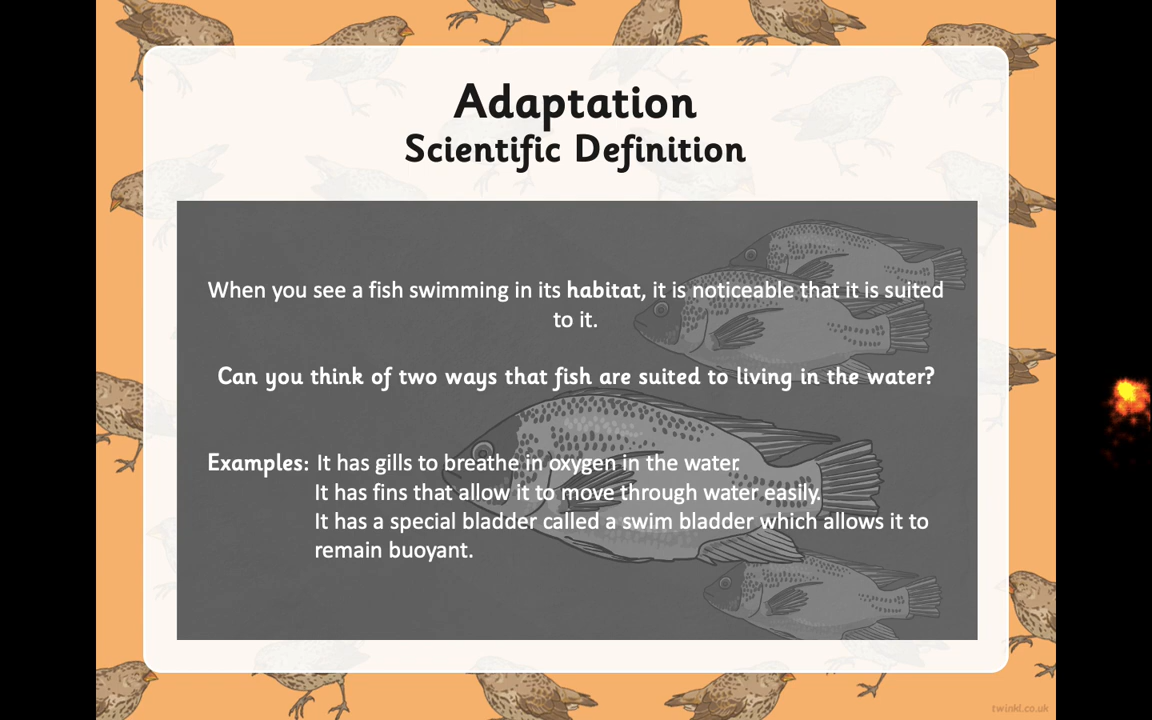 Adaptation
Scientific Definition
When you see a fish swimming in its habitat, it is noticeable that it is suited
to it.
Can you think of two ways that fish are suited to living in the water?
Examples: It has gills to breathe in oxygen in the water.
It has fins that allow it to move through water easily.
It has a special bladder called a swim bladder which allows it to
remain buoyant.
twinkl.co.uk